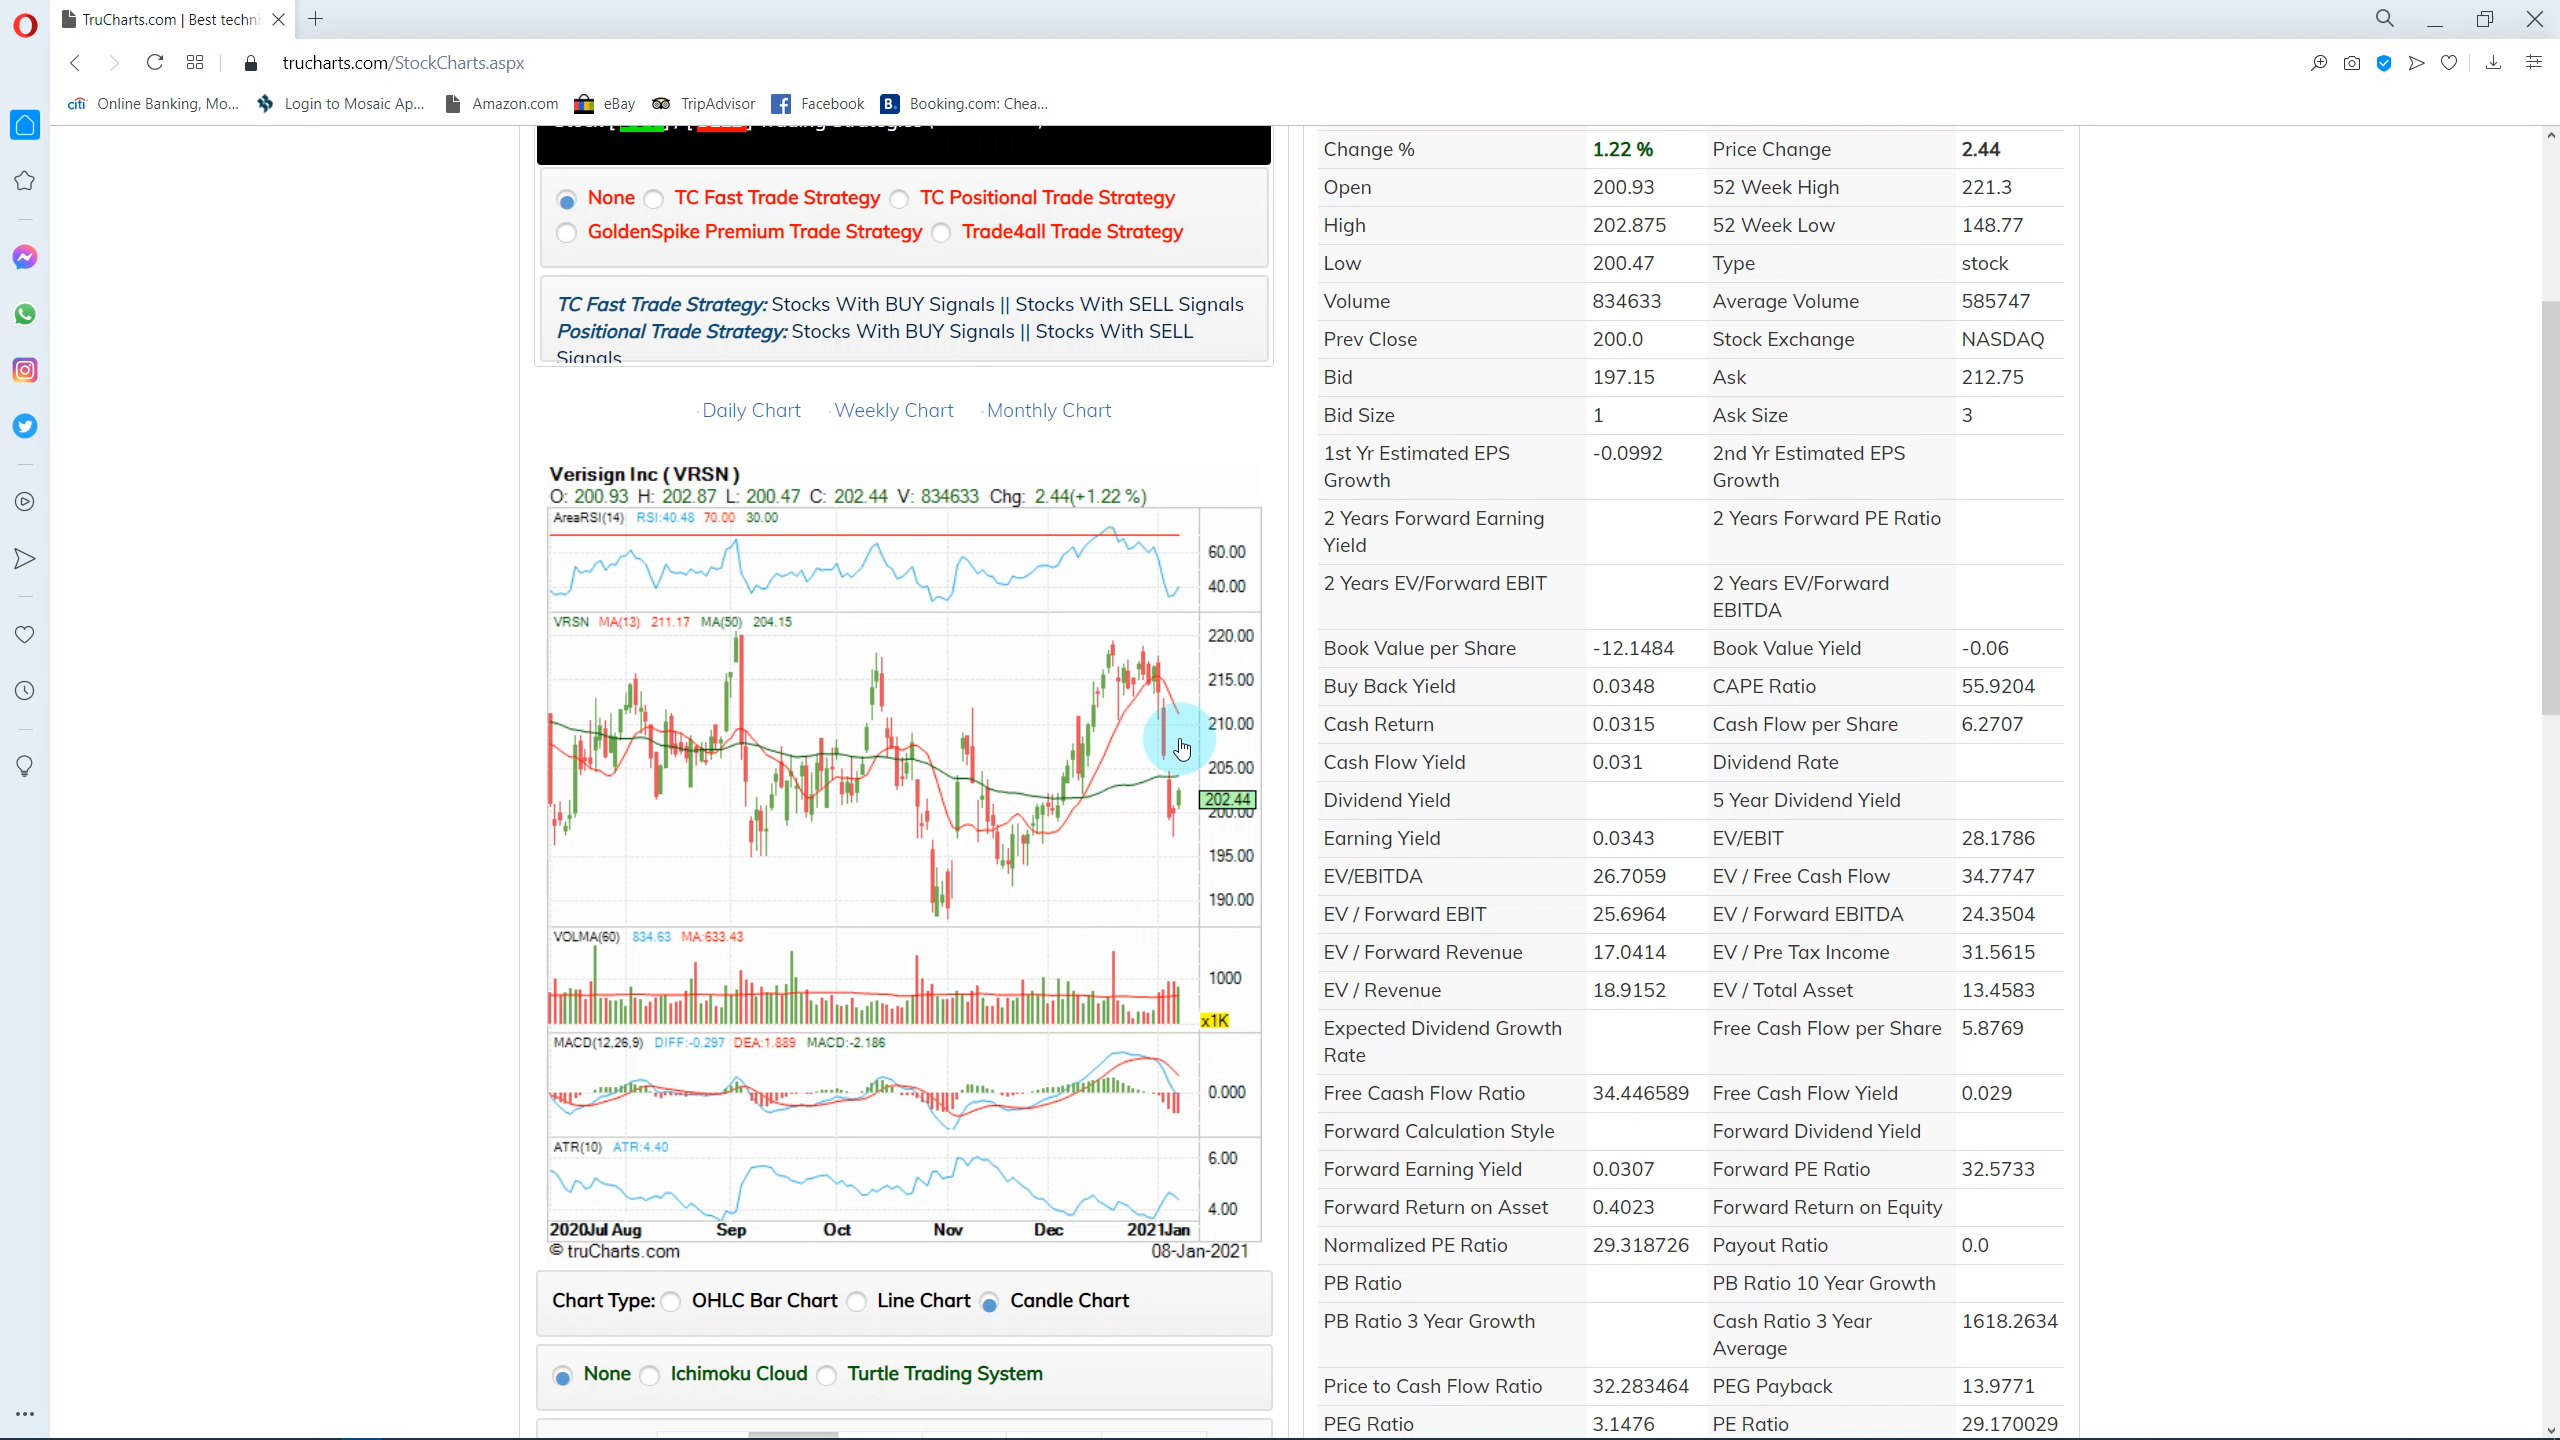 TruCharts.com | Best techni
trucharts.com/StockCharts.aspx
citi Online Banking, Mo... Login to Mosaic Ap... Amazon.com eBay TripAdvisor Facebook B. Booking.com: Chea...
None TC Fast Trade Strategy TC Positional Trade Strategy
GoldenSpike Premium Trade Strategy Trade4all Trade Strategy
TC Fast Trade Strategy: Stocks With BUY Signals || Stocks With SELL Signals
Positional Trade Strategy: Stocks With BUY Signals || Stocks With SELL
Signals
Daily Chart Weekly Chart Monthly Chart
Verisign Inc ( VRSN )
O: 200.93 H: 202.87 L: 200.47 C: 202.44 V: 834633 Chg: 2.44(+1.22 %)
AreaRSI(14) RSI:40.48 70.00 30.00
60.00
40.00
VRSN MA(13) 211.17 MA(50) 204.15
220.00
215.00
210.00
205.00
202.44
200.00
195.00
190.00
VOLMA(60) 834.63 MA:633.43
1000
x1K
MACD(12,26,9) DIFF:-0.297 DEA:1.889 MACD:-2.186
0.000
ATR(10) ATR:4.40
6.00
4.00
2020Jul Aug Sep Oct Nov Dec 2021Jan
© truCharts.com 08-Jan-2021
Chart Type: OHLC Bar Chart Line Chart Candle Chart
None Ichimoku Cloud Turtle Trading System
Change % 1.22 % Price Change 2.44
Open 200.93 52 Week High 221.3
High 202.875 52 Week Low 148.77
Low 200.47 Type stock
Volume 834633 Average Volume 585747
Prev Close 200.0 Stock Exchange NASDAQ
Bid 197.15 Ask 212.75
Bid Size 1 Ask Size 3
1st Yr Estimated EPS -0.0992 2nd Yr Estimated EPS
Growth Growth
2 Years Forward Earning 2 Years Forward PE Ratio
Yield
2 Years EV/Forward EBIT 2 Years EV/Forward
EBITDA
Book Value per Share -12.1484 Book Value Yield -0.06
Buy Back Yield 0.0348 CAPE Ratio 55.9204
Cash Return 0.0315 Cash Flow per Share 6.2707
Cash Flow Yield 0.031 Dividend Rate
Dividend Yield 5 Year Dividend Yield
Earning Yield 0.0343 EV/EBIT 28.1786
EV/EBITDA 26.7059 EV / Free Cash Flow 34.7747
EV / Forward EBIT 25.6964 EV / Forward EBITDA 24.3504
EV / Forward Revenue 17.0414 EV / Pre Tax Income 31.5615
EV / Revenue 18.9152 EV / Total Asset 13.4583
Expected Dividend Growth Free Cash Flow per Share 5.8769
Rate
Free Caash Flow Ratio 34.446589 Free Cash Flow Yield 0.029
Forward Calculation Style Forward Dividend Yield
Forward Earning Yield 0.0307 Forward PE Ratio 32.5733
Forward Return on Asset 0.4023 Forward Return on Equity
Normalized PE Ratio 29.318726 Payout Ratio 0.0
PB Ratio PB Ratio 10 Year Growth
PB Ratio 3 Year Growth Cash Ratio 3 Year 1618.2634
Average
Price to Cash Flow Ratio 32.283464 PEG Payback 13.9771
PEG Ratio 3.1476 PE Ratio 29.170029